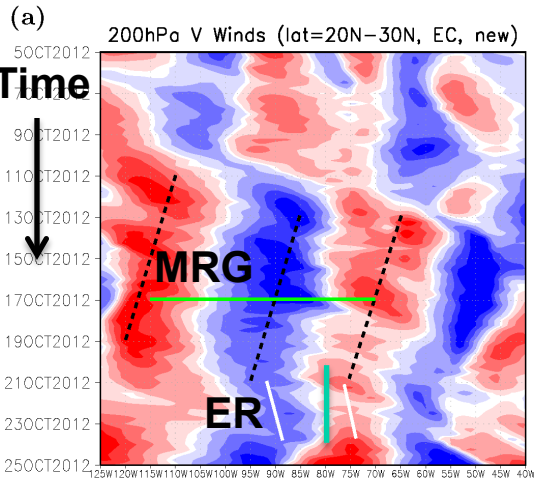 (a)
200hPa V Winds (lat=20N-30N, EC, new)
5OCT2012
Time
7OCT2012
9OCT2012
11OCT2012
13OCT2012
15OCT2012
MRG
17OCT2012
19OCT2012
21OCT2012
ER
23OCT2012
25OCT2012
125W 120W 115W 110W 105W 100W 95W 90W 85W 80W 75W 70W 65W 60W 55W 50W 45W 40W